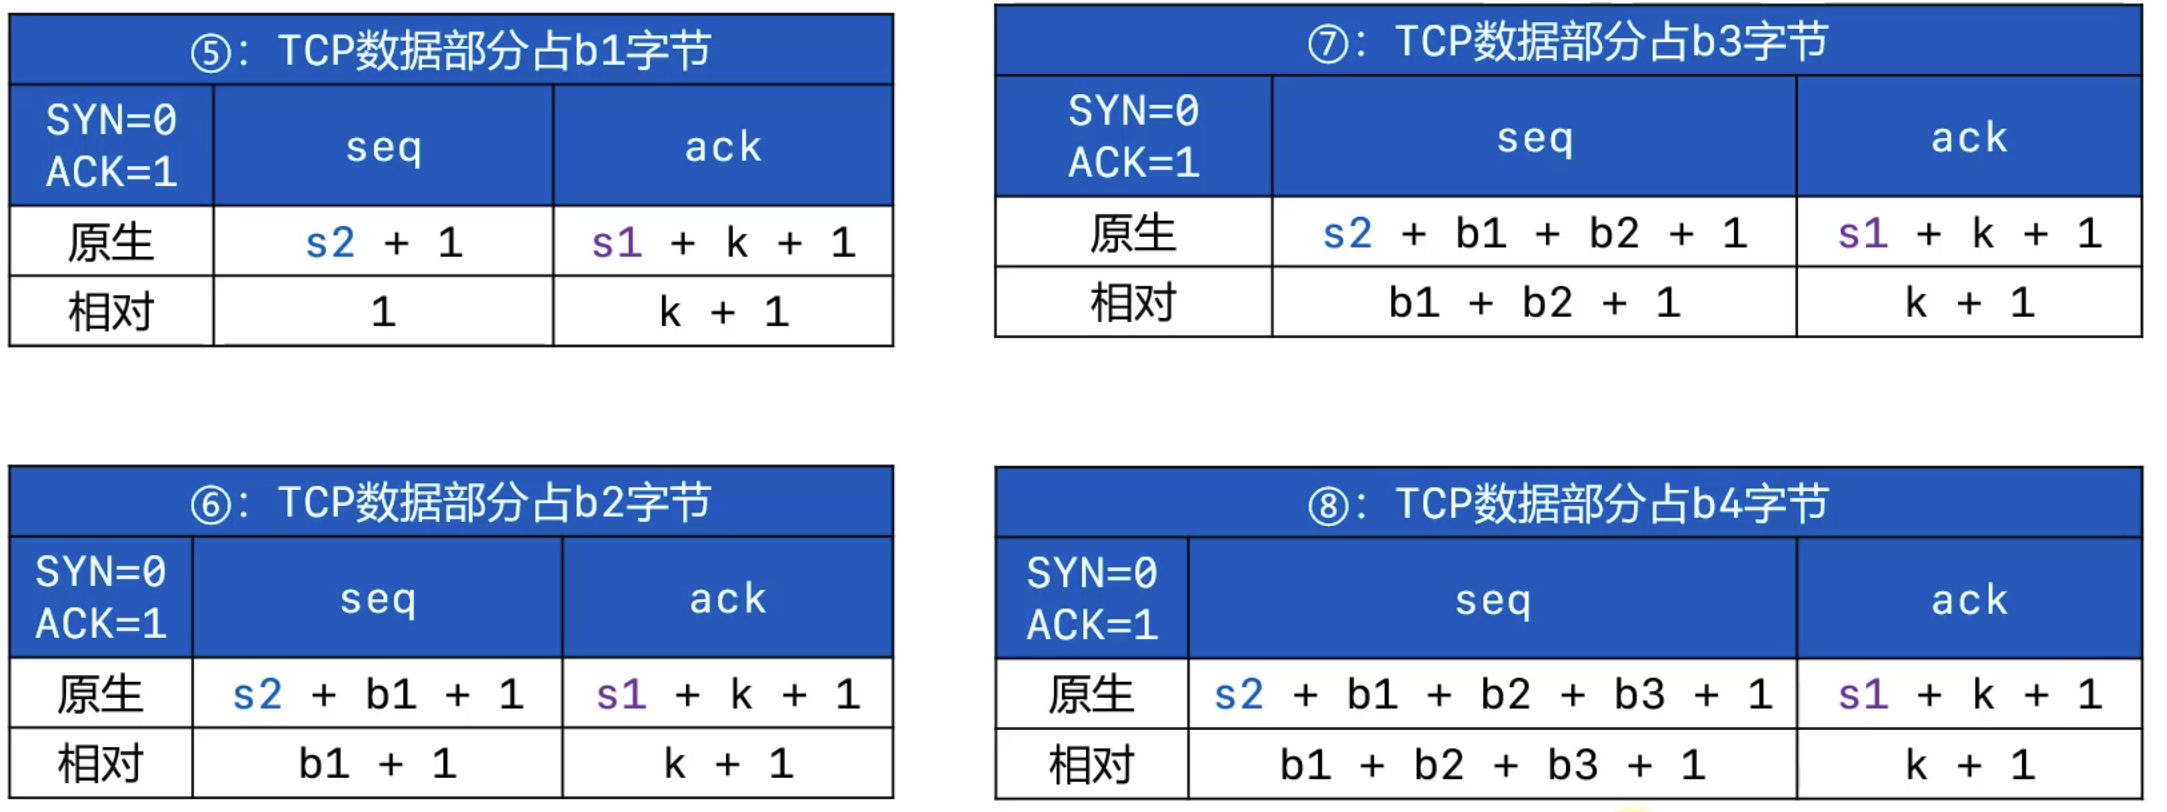 ⑤: TCP数据部分占b1字节
SYN=0
ACK=1
seq
ack
原生
s2 + 1
s1 + k + 1
相对
1
k + 1
⑦: TCP数据部分占b3字节
SYN=0
ACK=1
seq
ack
原生
s2 + b1 + b2 + 1
s1 + k + 1
相对
b1 + b2 + 1
k + 1
⑥: TCP数据部分占b2字节
SYN=0
ACK=1
seq
ack
原生
s2 + b1 + 1
s1 + k + 1
相对
b1 + 1
k + 1
⑧: TCP数据部分占b4字节
SYN=0
ACK=1
seq
ack
原生
s2 + b1 + b2 + b3 + 1
s1 + k + 1
相对
b1 + b2 + b3 + 1
k + 1